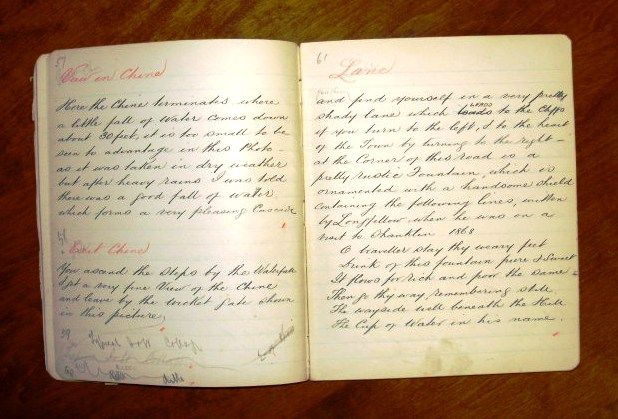 57
View in Chine
Here the Chine terminates where
a little fall of Water comes down
about 30 feet, it is too small to be
seen to advantage in this Photo -
as it was taken in dry weather
but after heavy rains I was told
there was a good fall of water.
which forms a very pleasing Cascade
58
Exit Chine
You ascend the steps by the Waterfall
& get a very fine View of the Chine
and leave by the wicket gate shewn
in this picture,
59
60
61
Lane
and find yourself in a very pretty
shady lane which leads to the Cliffs
LEADS
if you turn to the left, & to the heart
of the Town by turning to the right -
at the Corner of this road is a
pretty rustic Fountain, which is
ornamented with a handsome shield
containing the following lines, written
by Longfellow when he was on a
visit to Shanklin 1868
O traveller stay thy weary feet
Drink of this fountain pure & Sweet
It flows for rich and poor the same
Then go thy way, remembering still
The wayside well beneath the Hill
The Cup of Water in his name.